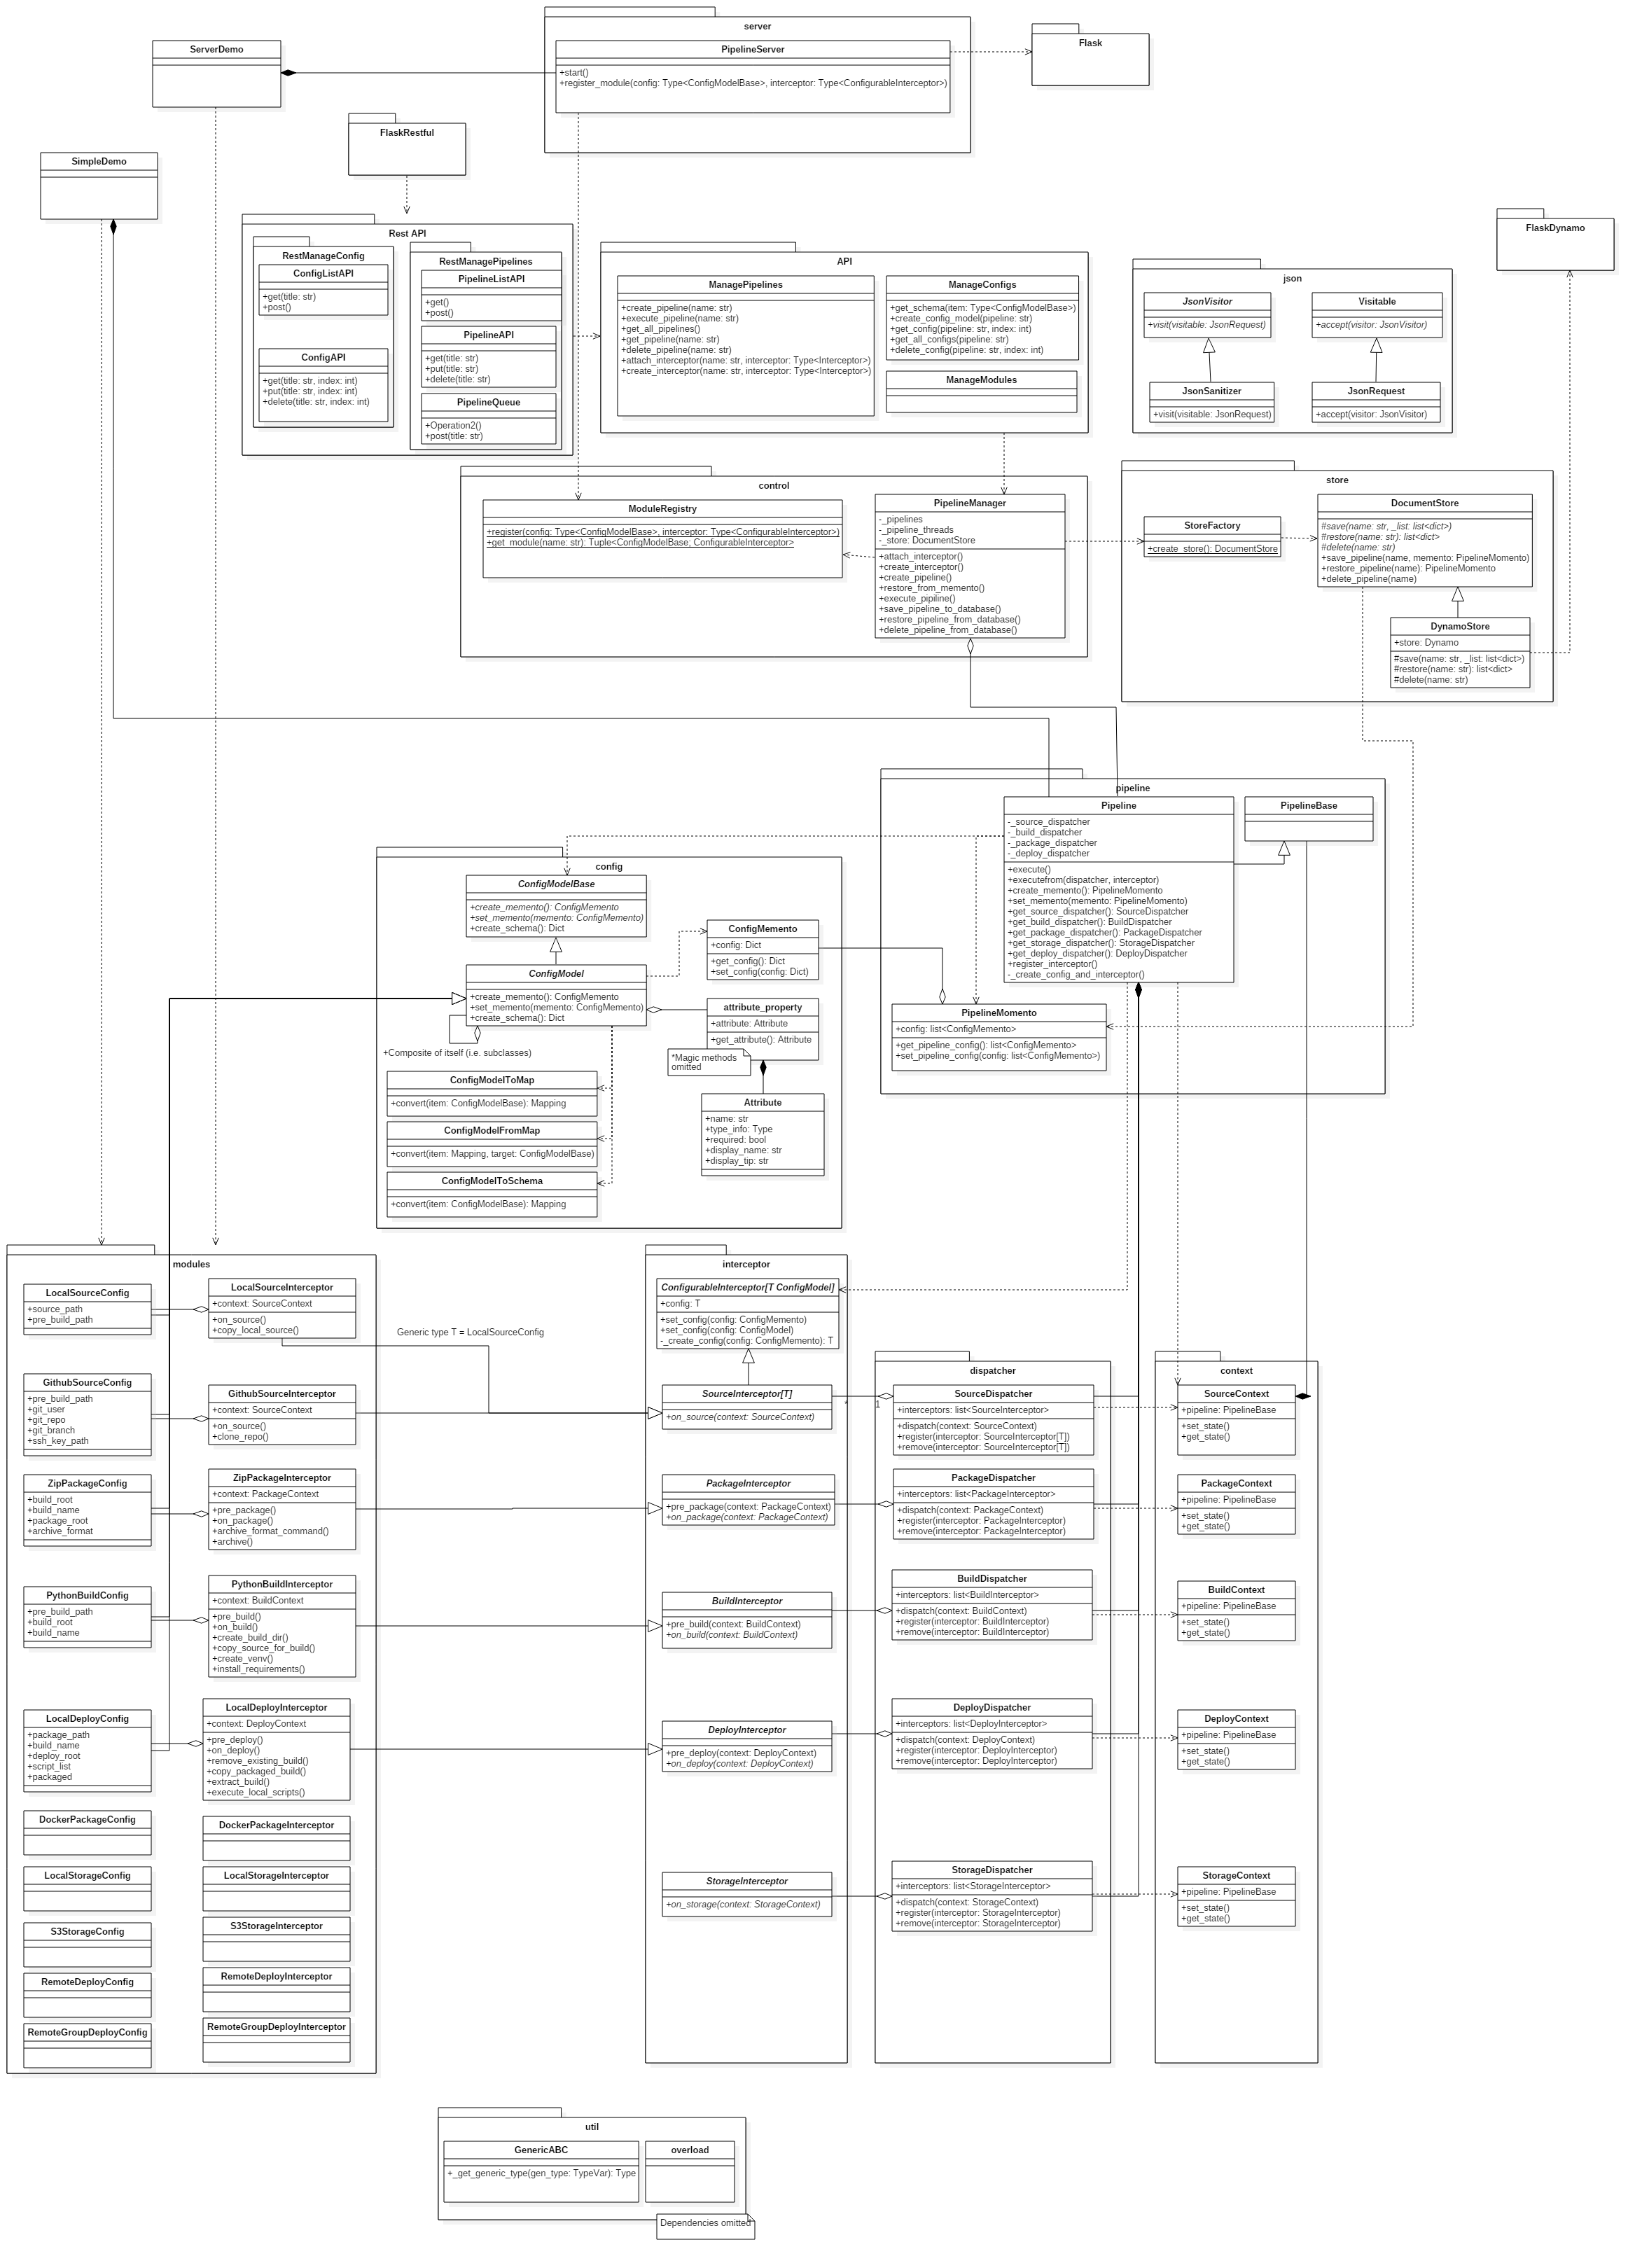 server
PipelineServer
+start()
+register_module(config: Type<ConfigModelBase>, interceptor: Type<ConfigurableInterceptor>)
Flask
ServerDemo
FlaskRestful
SimpleDemo
Rest API
RestManageConfig
ConfigListAPI
+get(title: str)
+post()
ConfigAPI
+get(title: str, index: int)
+put(title: str, index: int)
+delete(title: str, index: int)
RestManagePipelines
PipelineListAPI
+get()
+post()
PipelineAPI
+get(title: str)
+put(title: str)
+delete(title: str)
PipelineQueue
+Operation2()
+post(title: str)
API
ManagePipelines
+create_pipeline(name: str)
+execute_pipeline(name: str)
+get_all_pipelines()
+get_pipeline(name: str)
+delete_pipeline(name: str)
+attach_interceptor(name: str, interceptor: Type<Interceptor>)
+create_interceptor(name: str, interceptor: Type<Interceptor>)
ManageConfigs
+get_schema(item: Type<ConfigModelBase>)
+create_config_model(pipeline: str)
+get_config(pipeline: str, index: int)
+get_all_configs(pipeline: str)
+delete_config(pipeline: str, index: int)
ManageModules
json
JsonVisitor
+visit(visitable: JsonRequest)
Visitable
+accept(visitor: JsonVisitor)
JsonSanitizer
+visit(visitable: JsonRequest)
JsonRequest
+accept(visitor: JsonVisitor)
FlaskDynamo
control
ModuleRegistry
+register(config: Type<ConfigModelBase>, interceptor: Type<ConfigurableInterceptor>)
+get_module(name: str): Tuple<ConfigModelBase, ConfigurableInterceptor>
PipelineManager
-_pipelines
-_pipeline_threads
-_store: DocumentStore
+attach_interceptor()
+create_interceptor()
+create_pipeline()
+restore_from_memento()
+execute_pipiline()
+save_pipeline_to_database()
+restore_pipeline_from_database()
+delete_pipeline_from_database()
store
StoreFactory
+create_store(): DocumentStore
DocumentStore
#save(name: str, _list: list<dict>)
#restore(name: str): list<dict>
#delete(name: str)
+save_pipeline(name, memento: PipelineMomento)
+restore_pipeline(name): PipelineMomento
+delete_pipeline(name)
DynamoStore
+store: Dynamo
#save(name: str, _list: list<dict>)
#restore(name: str): list<dict>
#delete(name: str)
pipeline
Pipeline
-_source_dispatcher
-_build_dispatcher
-_package_dispatcher
-_deploy_dispatcher
+execute()
+executefrom(dispatcher, interceptor)
+create_memento(): PipelineMomento
+set_memento(memento: PipelineMomento)
+get_source_dispatcher(): SourceDispatcher
+get_build_dispatcher(): BuildDispatcher
+get_package_dispatcher(): PackageDispatcher
+get_storage_dispatcher(): StorageDispatcher
+get_deploy_dispatcher(): DeployDispatcher
+register_interceptor()
-_create_config_and_interceptor()
PipelineBase
PipelineMomento
+config: list<ConfigMemento>
+get_pipeline_config(): list<ConfigMemento>
+set_pipeline_config(config: list<ConfigMemento>)
config
ConfigModelBase
+create_memento(): ConfigMemento
+set_memento(memento: ConfigMemento)
+create_schema(): Dict
ConfigModel
+create_memento(): ConfigMemento
+set_memento(memento: ConfigMemento)
+create_schema(): Dict
+Composite of itself (i.e. subclasses)
ConfigMemento
+config: Dict
+get_config(): Dict
+set_config(config: Dict)
attribute_property
+attribute: Attribute
+get_attribute(): Attribute
*Magic methods
omitted
Attribute
+name: str
+type_info: Type
+required: bool
+display_name: str
+display_tip: str
ConfigModelToMap
+convert(item: ConfigModelBase): Mapping
ConfigModelFromMap
+convert(item: Mapping, target: ConfigModelBase)
ConfigModelToSchema
+convert(item: ConfigModelBase): Mapping
modules
LocalSourceConfig
+source_path
+pre_build_path
LocalSourceInterceptor
+context: SourceContext
+on_source()
+copy_local_source()
Generic type T = LocalSourceConfig
GithubSourceConfig
+pre_build_path
+git_user
+git_repo
+git_branch
+ssh_key_path
GithubSourceInterceptor
+context: SourceContext
+on_source()
+clone_repo()
ZipPackageConfig
+build_root
+build_name
+package_root
+archive_format
ZipPackageInterceptor
+context: PackageContext
+pre_package()
+on_package()
+archive_format_command()
+archive()
PythonBuildConfig
+pre_build_path
+build_root
+build_name
PythonBuildInterceptor
+context: BuildContext
+pre_build()
+on_build()
+create_build_dir()
+copy_source_for_build()
+create_venv()
+install_requirements()
LocalDeployConfig
+package_path
+build_name
+deploy_root
+script_list
+packaged
LocalDeployInterceptor
+context: DeployContext
+pre_deploy()
+on_deploy()
+remove_existing_build()
+copy_packaged_build()
+extract_build()
+execute_local_scripts()
DockerPackageConfig
DockerPackageInterceptor
LocalStorageConfig
LocalStorageInterceptor
S3StorageConfig
S3StorageInterceptor
RemoteDeployConfig
RemoteDeployInterceptor
RemoteGroupDeployConfig
RemoteGroupDeployInterceptor
interceptor
ConfigurableInterceptor[T ConfigModel]
+config: T
+set_config(config: ConfigMemento)
+set_config(config: ConfigModel)
-_create_config(config: ConfigMemento): T
SourceInterceptor[T]
+on_source(context: SourceContext)
PackageInterceptor
+pre_package(context: PackageContext)
+on_package(context: PackageContext)
BuildInterceptor
+pre_build(context: BuildContext)
+on_build(context: BuildContext)
DeployInterceptor
+pre_deploy(context: DeployContext)
+on_deploy(context: DeployContext)
StorageInterceptor
+on_storage(context: StorageContext)
dispatcher
*
1
SourceDispatcher
+interceptors: list<SourceInterceptor>
+dispatch(context: SourceContext)
+register(interceptor: SourceInterceptor[T])
+remove(interceptor: SourceInterceptor[T])
PackageDispatcher
+interceptors: list<PackageInterceptor>
+dispatch(context: PackageContext)
+register(interceptor: PackageInterceptor)
+remove(interceptor: PackageInterceptor)
BuildDispatcher
+interceptors: list<BuildInterceptor>
+dispatch(context: BuildContext)
+register(interceptor: BuildInterceptor)
+remove(interceptor: BuildInterceptor)
DeployDispatcher
+interceptors: list<DeployInterceptor>
+dispatch(context: DeployContext)
+register(interceptor: DeployInterceptor)
+remove(interceptor: DeployInterceptor)
StorageDispatcher
+interceptors: list<StorageInterceptor>
+dispatch(context: StorageContext)
+register(interceptor: StorageInterceptor)
+remove(interceptor: StorageInterceptor)
context
SourceContext
+pipeline: PipelineBase
+set_state()
+get_state()
PackageContext
+pipeline: PipelineBase
+set_state()
+get_state()
BuildContext
+pipeline: PipelineBase
+set_state()
+get_state()
DeployContext
+pipeline: PipelineBase
+set_state()
+get_state()
StorageContext
+pipeline: PipelineBase
+set_state()
+get_state()
util
GenericABC
+_get_generic_type(gen_type: TypeVar): Type
overload
Dependencies omitted